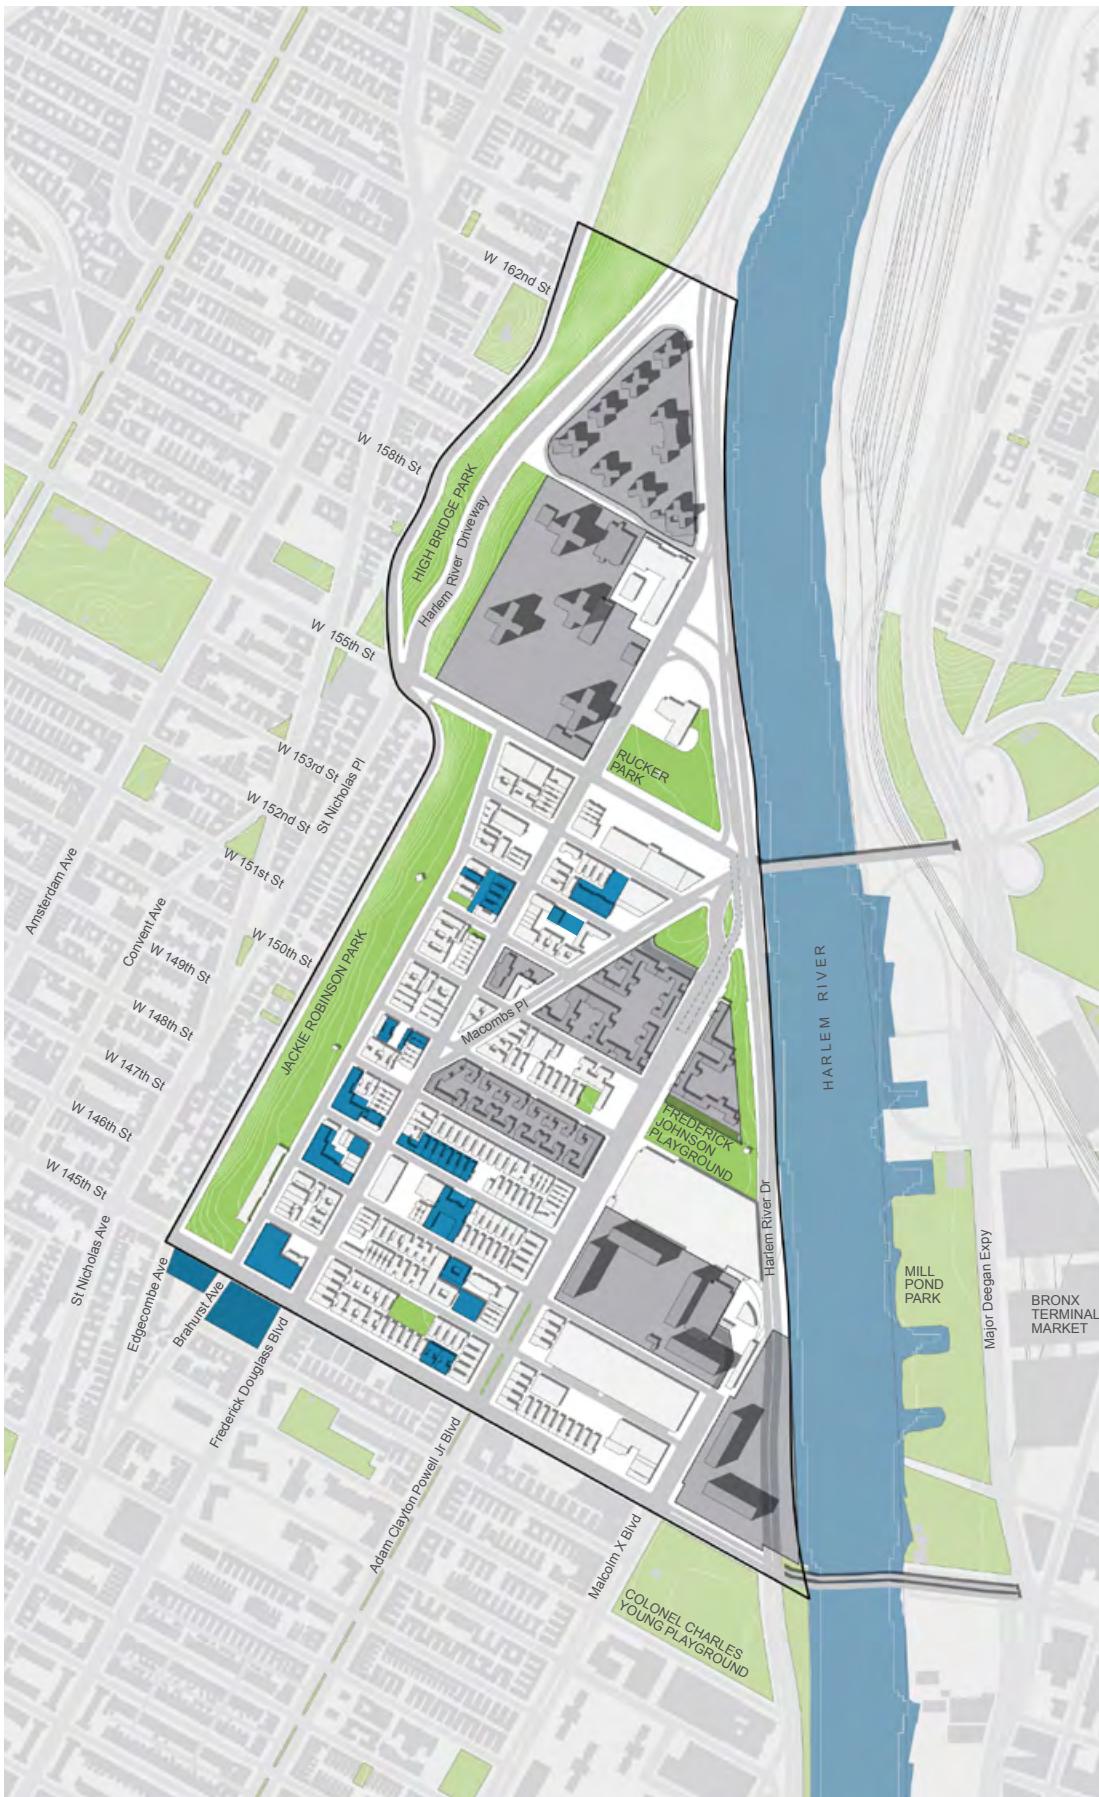 W 162nd St
W 158th St
HIGH BRIDGE PARK
Harlem River Driveway
W 155th St
W 153rd St
St Nicholas Pl
RUCKER
PARK
W 152nd St
W 151st St
Amsterdam Ave
Convent Ave
W 150th St
W 149th St
JACKIE ROBINSON PARK
HARLEM RIVER
W 148th St
Macombs Pl
W 147th St
W 146th St
FREDERICK
JOHNSON
PLAYGROUND
W 145th St
St Nicholas Ave
Harlem River Dr
Edgecombe Ave
Brahurst Ave
MILL
POND
PARK
Major Deegan Expy
BRONX
TERMINAL
MARKET
Frederick Douglass Blvd
Adam Clayton Powell Jr Blvd
Malcolm X Blvd
COLONEL CHARLES
YOUNG PLAYGROUND